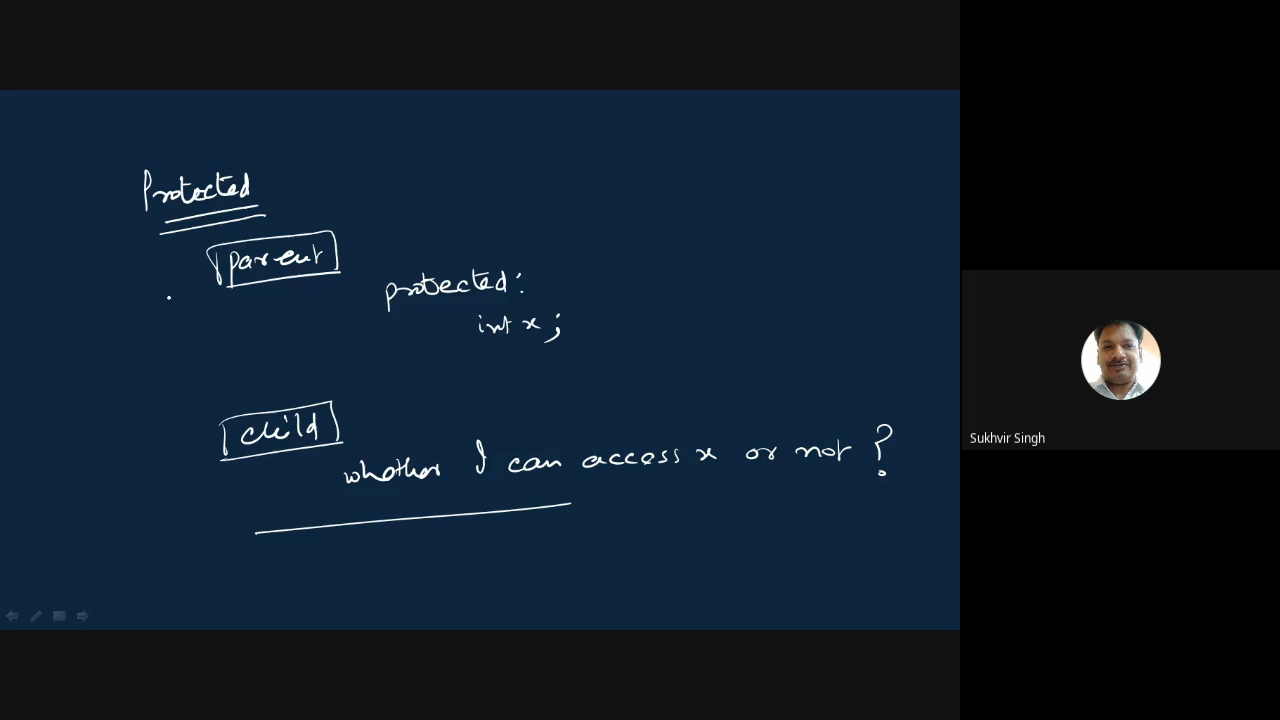 Protected
parent
protected:
int x;
child
whether I can access x or not ?
Sukhvir Singh